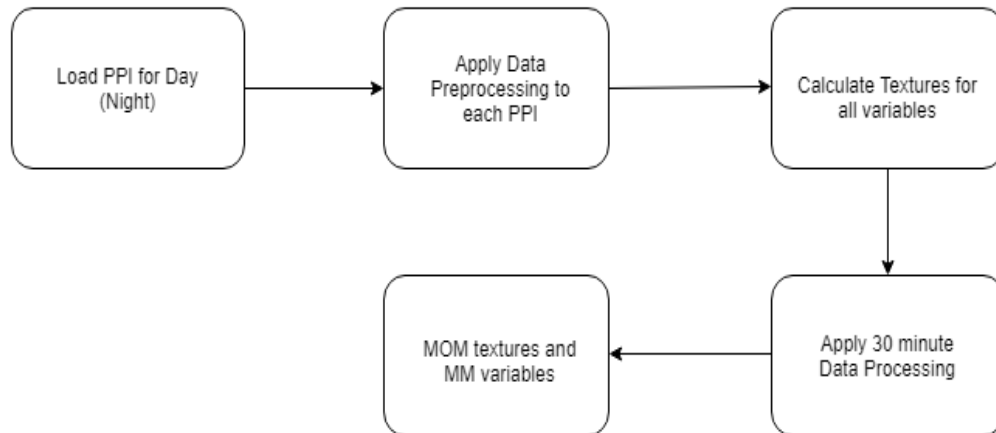 Load PPI for Day
(Night)
Apply Data
Preprocessing to
each PPI
Calculate Textures for
all variables
Apply 30 minute
Data Processing
MOM textures and
MM variables